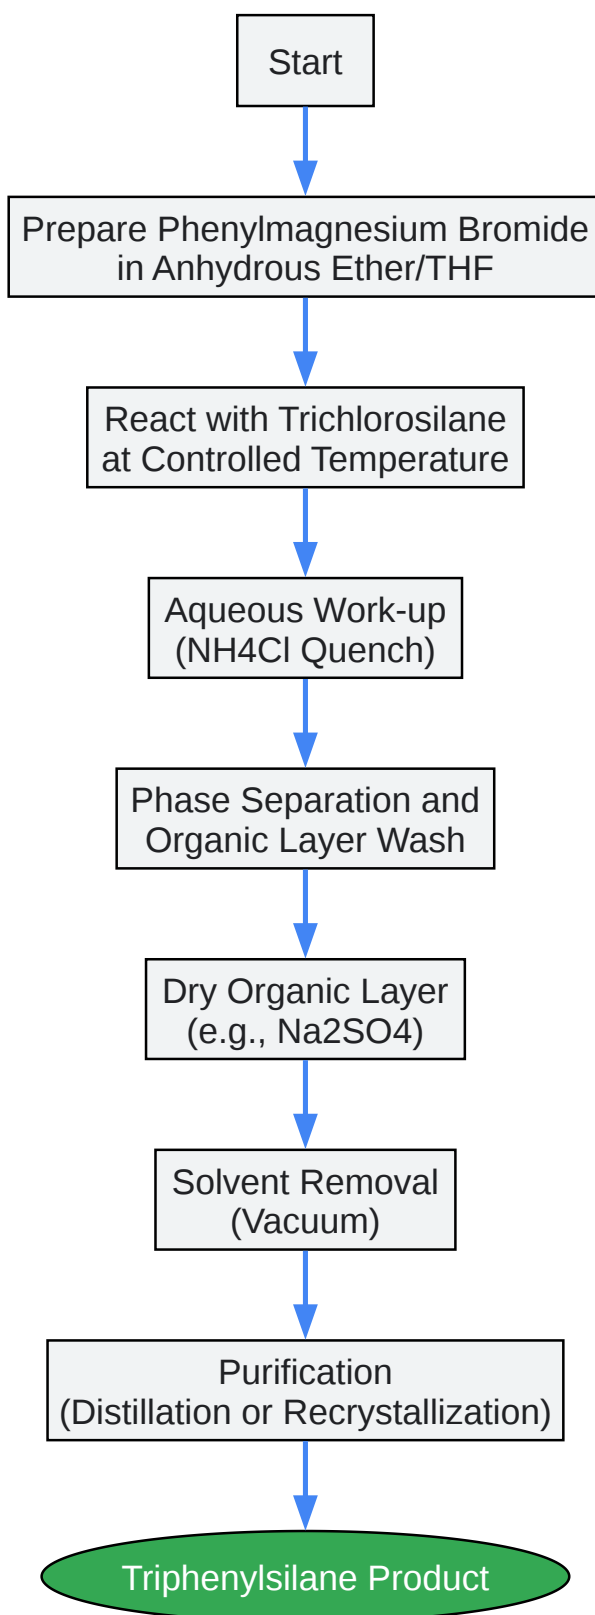 Start
Prepare Phenylmagnesium Bromide
in Anhydrous Ether/THF
React with Trichlorosilane
at Controlled Temperature
Aqueous Work-up
(NH4Cl Quench)
Phase Separation and
Organic Layer Wash
Dry Organic Layer
(e.g., Na2SO4)
Solvent Removal
(Vacuum)
Purification
(Distillation or Recrystallization)
Triphenylsilane Product